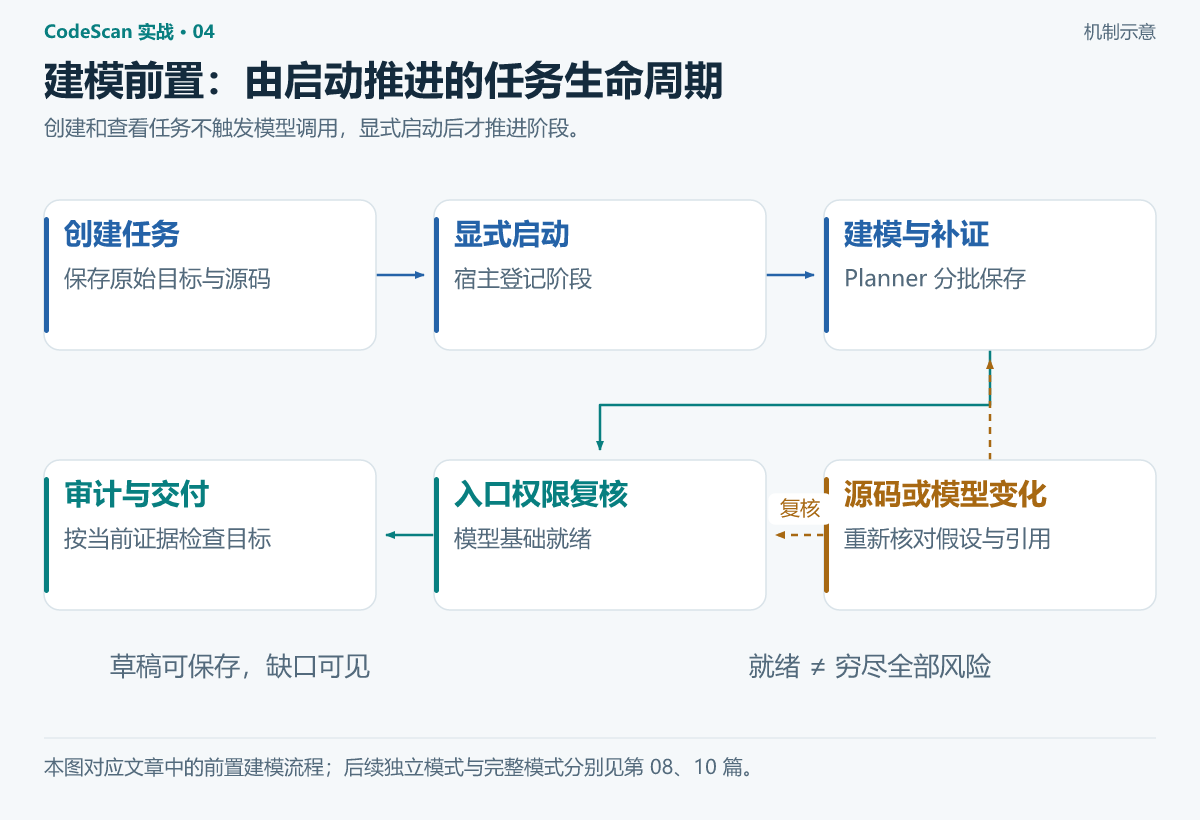 CodeScan 实战 • 04
机制示意
建模前置：由启动推进的任务生命周期
创建和查看任务不触发模型调用，显式启动后才推进阶段。
创建任务
保存原始目标与源码
显式启动
宿主登记阶段
建模与补证
Planner 分批保存
审计与交付
按当前证据检查目标
入口权限复核
模型基础就绪
复核
源码或模型变化
重新核对假设与引用
草稿可保存，缺口可见
就绪 ≠ 穷尽全部风险
本图对应文章中的前置建模流程；后续独立模式与完整模式分别见第 08、10 篇。